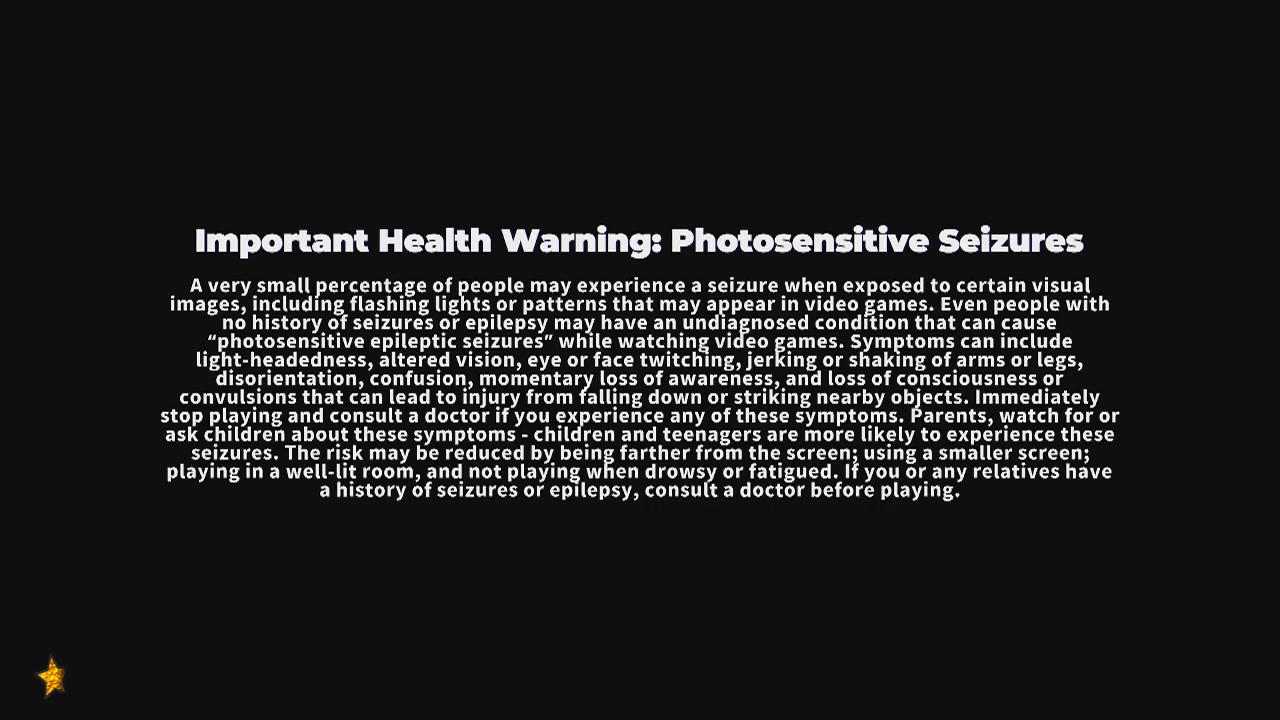 Important Health Warning: Photosensitive Seizures
A very small percentage of people may experience a seizure when exposed to certain visual
images, including flashing lights or patterns that may appear in video games. Even people with
no history of seizures or epilepsy may have an undiagnosed condition that can cause
“photosensitive epileptic seizures” while watching video games. Symptoms can include
light-headedness, altered vision, eye or face twitching, jerking or shaking of arms or legs,
disorientation, confusion, momentary loss of awareness, and loss of consciousness or
convulsions that can lead to injury from falling down or striking nearby objects. Immediately
stop playing and consult a doctor if you experience any of these symptoms. Parents, watch for or
ask children about these symptoms - children and teenagers are more likely to experience these
seizures. The risk may be reduced by being farther from the screen; using a smaller screen;
playing in a well-lit room, and not playing when drowsy or fatigued. If you or any relatives have
a history of seizures or epilepsy, consult a doctor before playing.